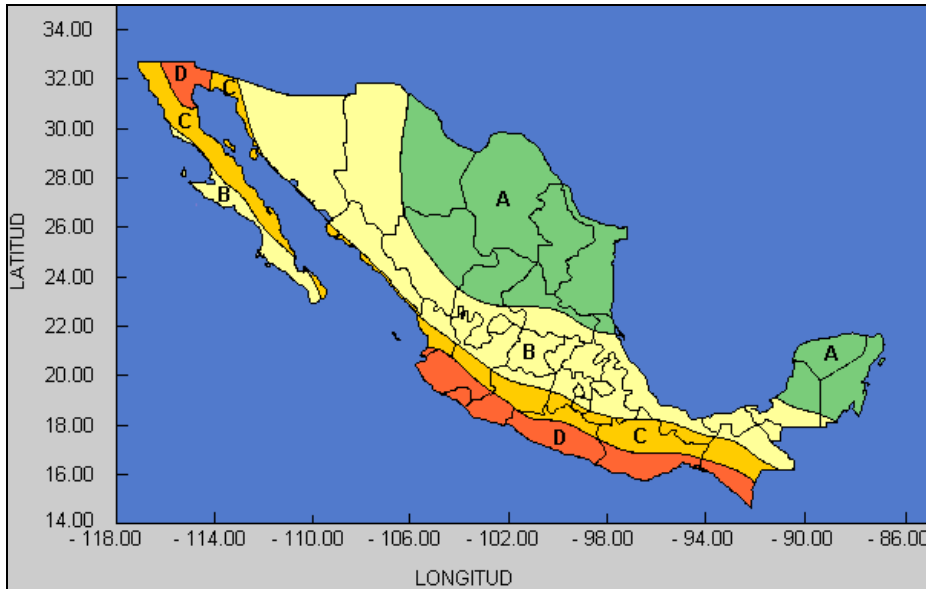 34.00
32.00
30.00
28.00
26.00
24.00
22.00
20.00
18.00
16.00
14.00
LATITUD
D
C
C
B
A
B
A
D
C
- 118.00 - 114.00 - 110.00 - 106.00 - 102.00 - 98.00 - 94.00 - 90.00 - 86.00
LONGITUD